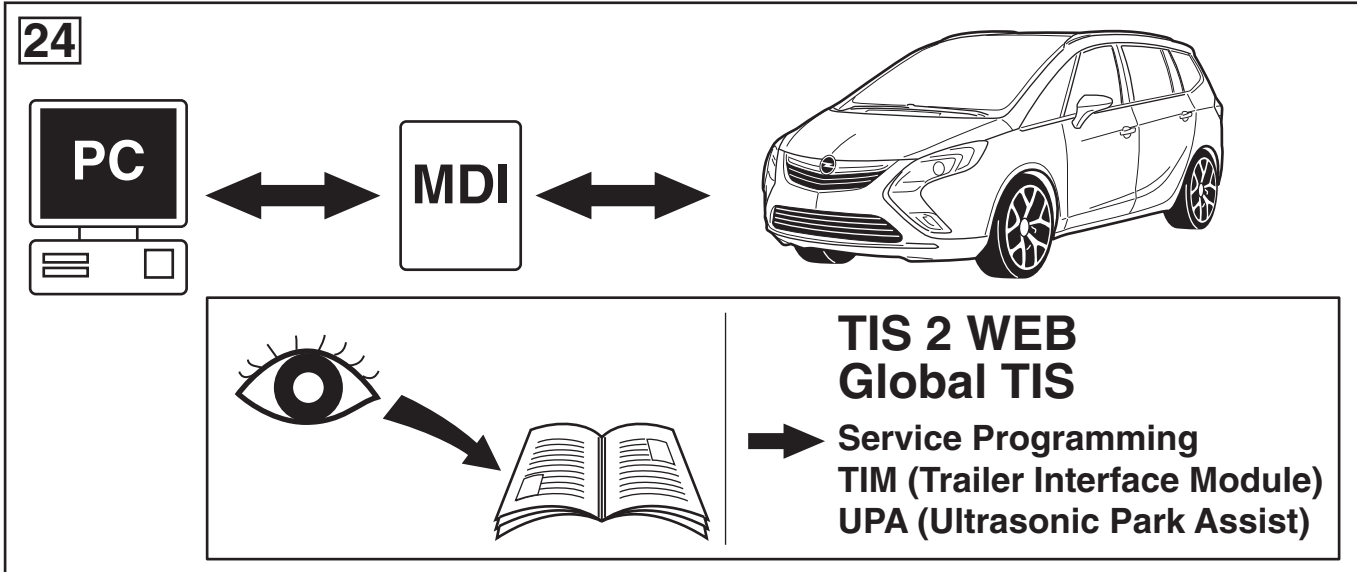 24
PC
MDI
TIS 2 WEB
Global TIS
Service Programming
TIM (Trailer Interface Module)
UPA (Ultrasonic Park Assist)